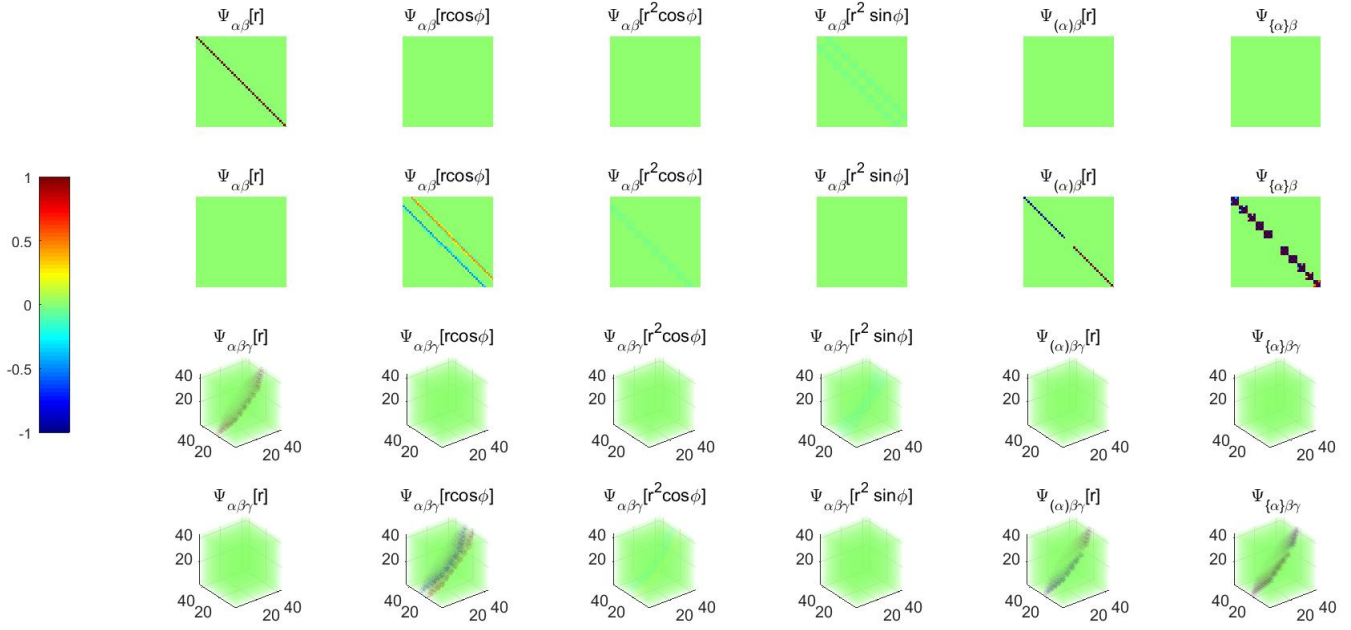 Ψαβ[r] Ψαβ[rcosϕ] Ψαβ[r²cosϕ] Ψαβ[r² sinϕ] Ψ(α)β[r] Ψ{α}β
1
0.5
0
-0.5
-1
Ψαβ[r] Ψαβ[rcosϕ] Ψαβ[r²cosϕ] Ψαβ[r² sinϕ] Ψ(α)β[r] Ψ{α}β
Ψαβγ[r] Ψαβγ[rcosϕ] Ψαβγ[r²cosϕ] Ψαβγ[r² sinϕ] Ψ(α)βγ[r] Ψ{α}βγ
40 40 40 40 40 40
20 20 20 20 20 20
40 40 40 40 40 40 40 40 40 40 40 40
20 20 20 20 20 20 20 20 20 20 20 20
Ψαβγ[r] Ψαβγ[rcosϕ] Ψαβγ[r²cosϕ] Ψαβγ[r² sinϕ] Ψ(α)βγ[r] Ψ{α}βγ
40 40 40 40 40 40
20 20 20 20 20 20
40 40 40 40 40 40 40 40 40 40 40 40
20 20 20 20 20 20 20 20 20 20 20 20